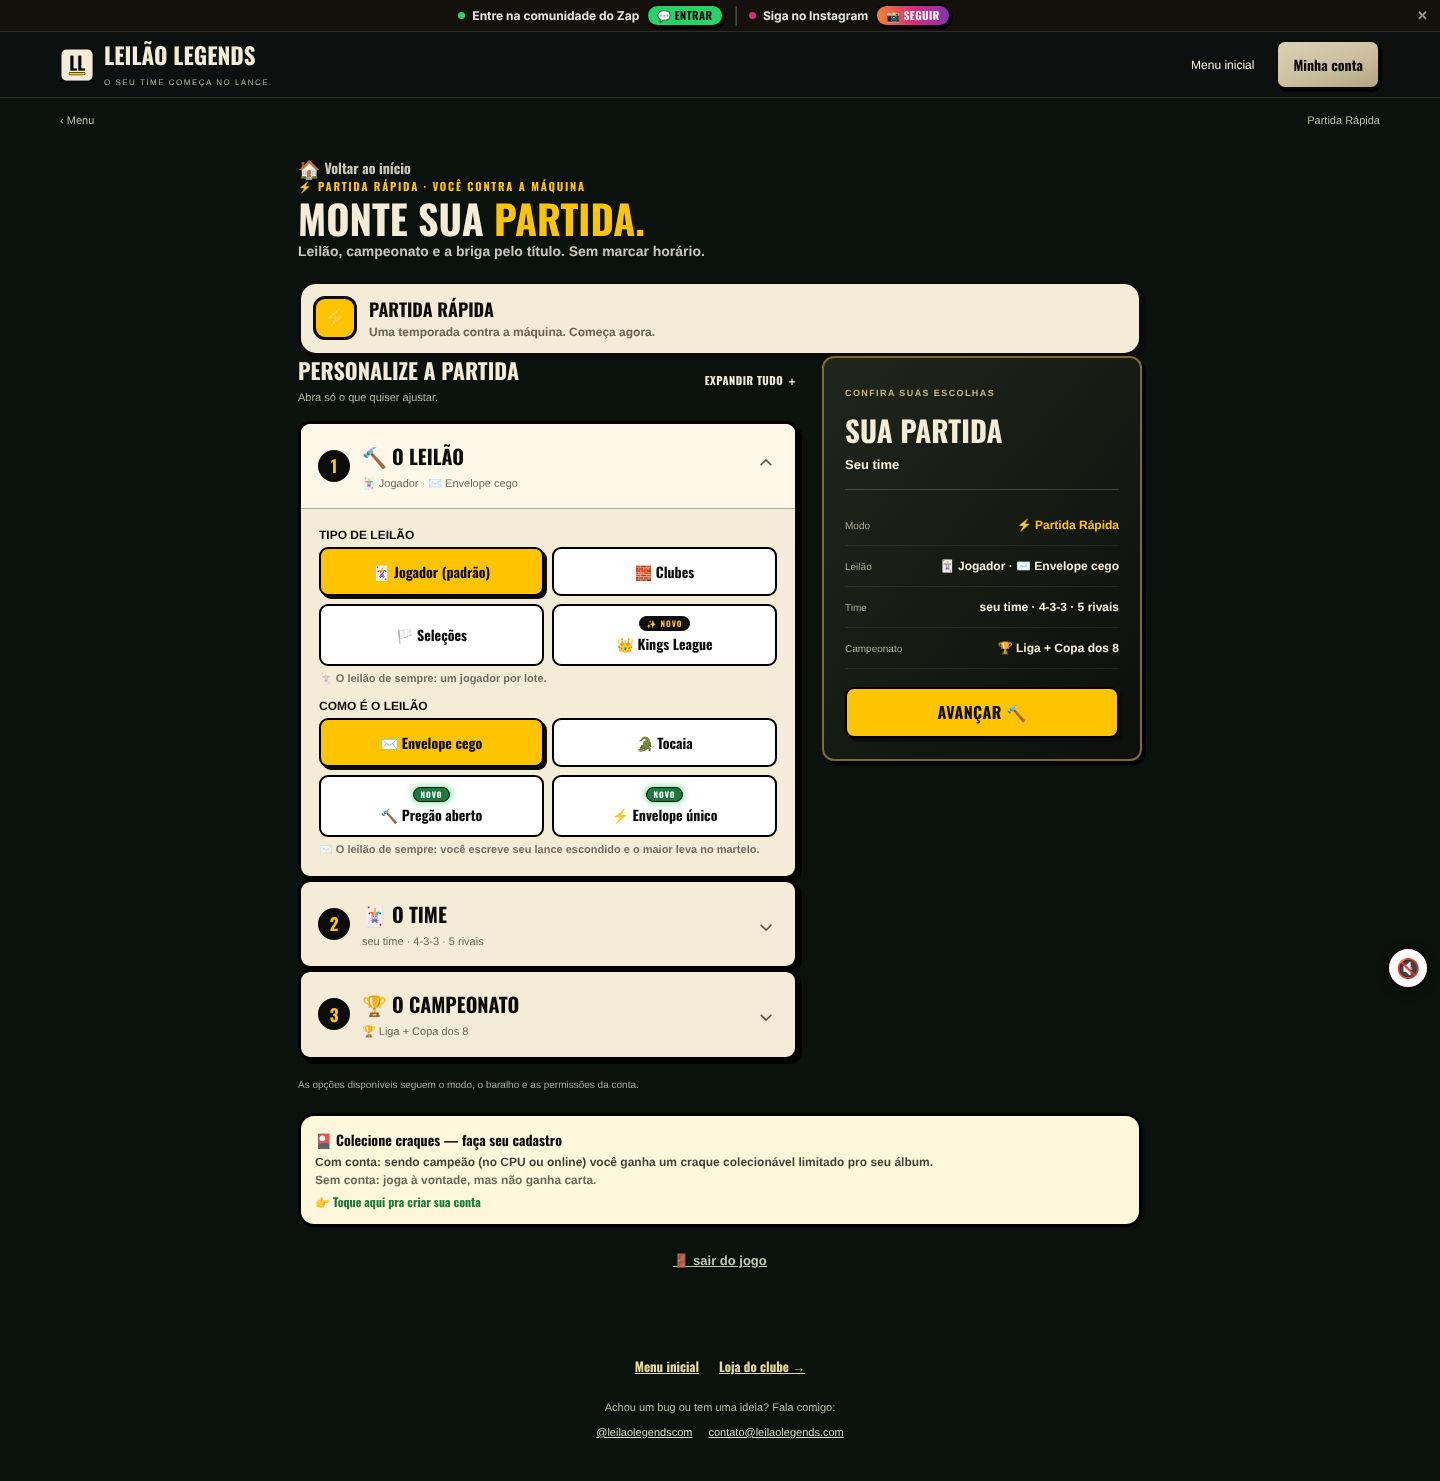 Entre na comunidade do Zap 💬 ENTRAR Siga no Instagram 📸 SEGUIR ✕
LL LEILÃO LEGENDS
O SEU TIME COMEÇA NO LANCE.
Menu inicial Minha conta
‹ Menu Partida Rápida
🏠 Voltar ao início
⚡ PARTIDA RÁPIDA · VOCÊ CONTRA A MÁQUINA
MONTE SUA PARTIDA.
Leilão, campeonato e a briga pelo título. Sem marcar horário.
⚡ PARTIDA RÁPIDA
Uma temporada contra a máquina. Começa agora.
PERSONALIZE A PARTIDA
Abra só o que quiser ajustar.
EXPANDIR TUDO +
1 🔨 O LEILÃO
🃏 Jogador · ✉️ Envelope cego
TIPO DE LEILÃO
🃏 Jogador (padrão)
🧱 Clubes
🏳️ Seleções
✨ NOVO
👑 Kings League
🃏 O leilão de sempre: um jogador por lote.
COMO É O LEILÃO
✉️ Envelope cego
🐊 Tocaia
NOVO
🔨 Pregão aberto
NOVO
⚡ Envelope único
✉️ O leilão de sempre: você escreve seu lance escondido e o maior leva no martelo.
2 🃏 O TIME
seu time · 4-3-3 · 5 rivais
3 🏆 O CAMPEONATO
🏆 Liga + Copa dos 8
As opções disponíveis seguem o modo, o baralho e as permissões da conta.
CONFIRA SUAS ESCOLHAS
SUA PARTIDA
Seu time
Modo ⚡ Partida Rápida
Leilão 🃏 Jogador · ✉️ Envelope cego
Time seu time · 4-3-3 · 5 rivais
Campeonato 🏆 Liga + Copa dos 8
AVANÇAR 🔨
🎴 Colecione craques — faça seu cadastro
Com conta: sendo campeão (no CPU ou online) você ganha um craque colecionável limitado pro seu álbum.
Sem conta: joga à vontade, mas não ganha carta.
👉 Toque aqui pra criar sua conta
🚪 sair do jogo
Menu inicial Loja do clube →
Achou um bug ou tem uma ideia? Fala comigo:
@leilaolegendscom contato@leilaolegends.com